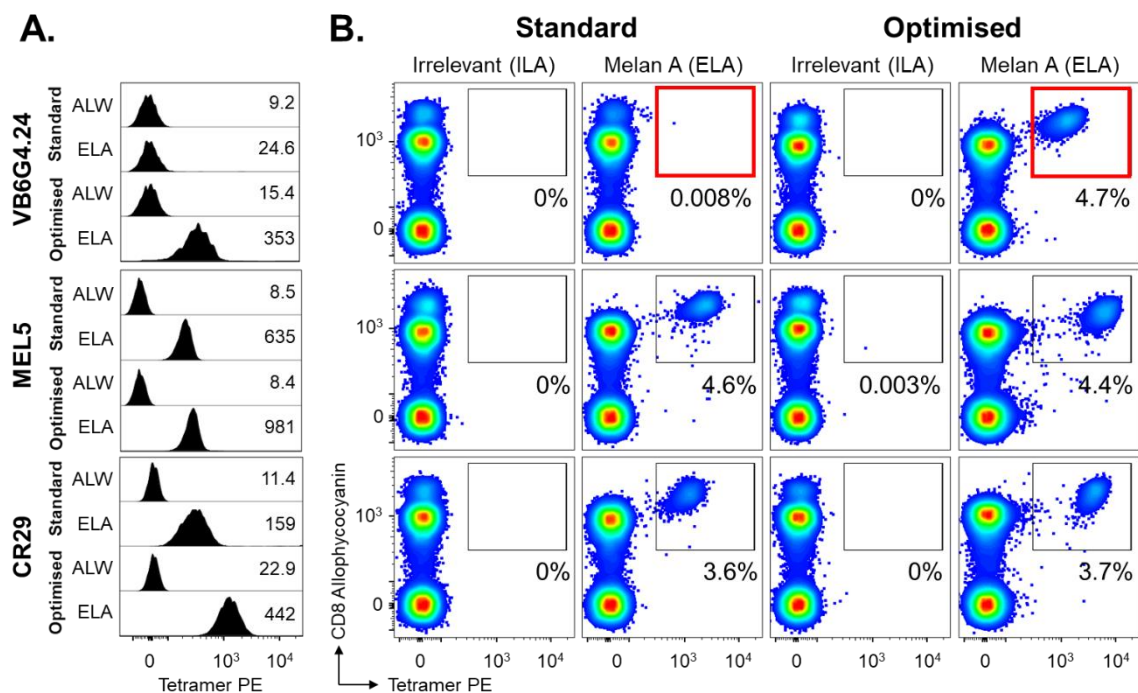 A.
VB6G4.24
Standard
ALW 9.2
ELA 24.6
Optimised
ALW 15.4
ELA 353
MEL5
Standard
ALW 8.5
ELA 635
Optimised
ALW 8.4
ELA 981
CR29
Standard
ALW 11.4
ELA 159
Optimised
ALW 22.9
ELA 442
0 10³ 10⁴
Tetramer PE
B.
Standard Optimised
Irrelevant (ILA) Melan A (ELA) Irrelevant (ILA) Melan A (ELA)
10³
0% 0.008% 0% 4.7%
0
10³
0% 4.6% 0.003% 4.4%
0
10³
0% 3.6% 0% 3.7%
0
CD8 Allophycocyanin
0 10³ 10⁴ 0 10³ 10⁴ 0 10³ 10⁴ 0 10³ 10⁴
Tetramer PE